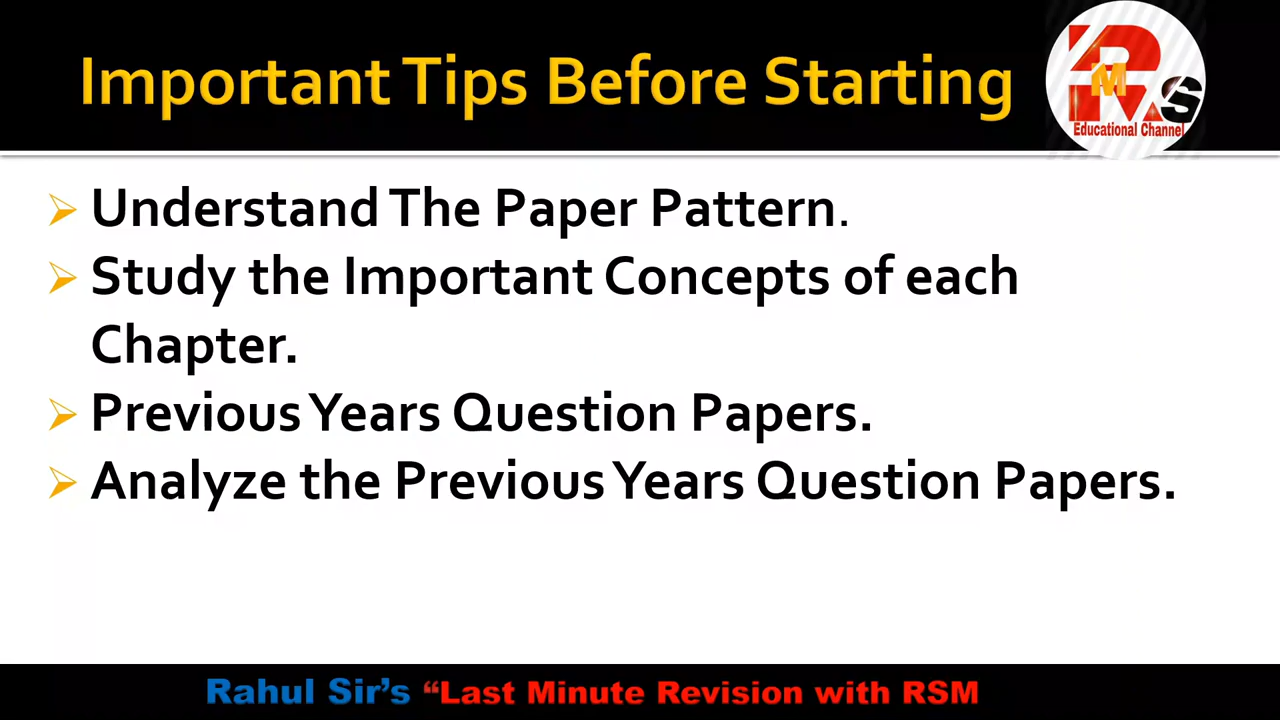 Important Tips Before Starting
RMS
Educational Channel
Understand The Paper Pattern.
Study the Important Concepts of each
Chapter.
Previous Years Question Papers.
Analyze the Previous Years Question Papers.
Rahul Sir's “Last Minute Revision with RSM